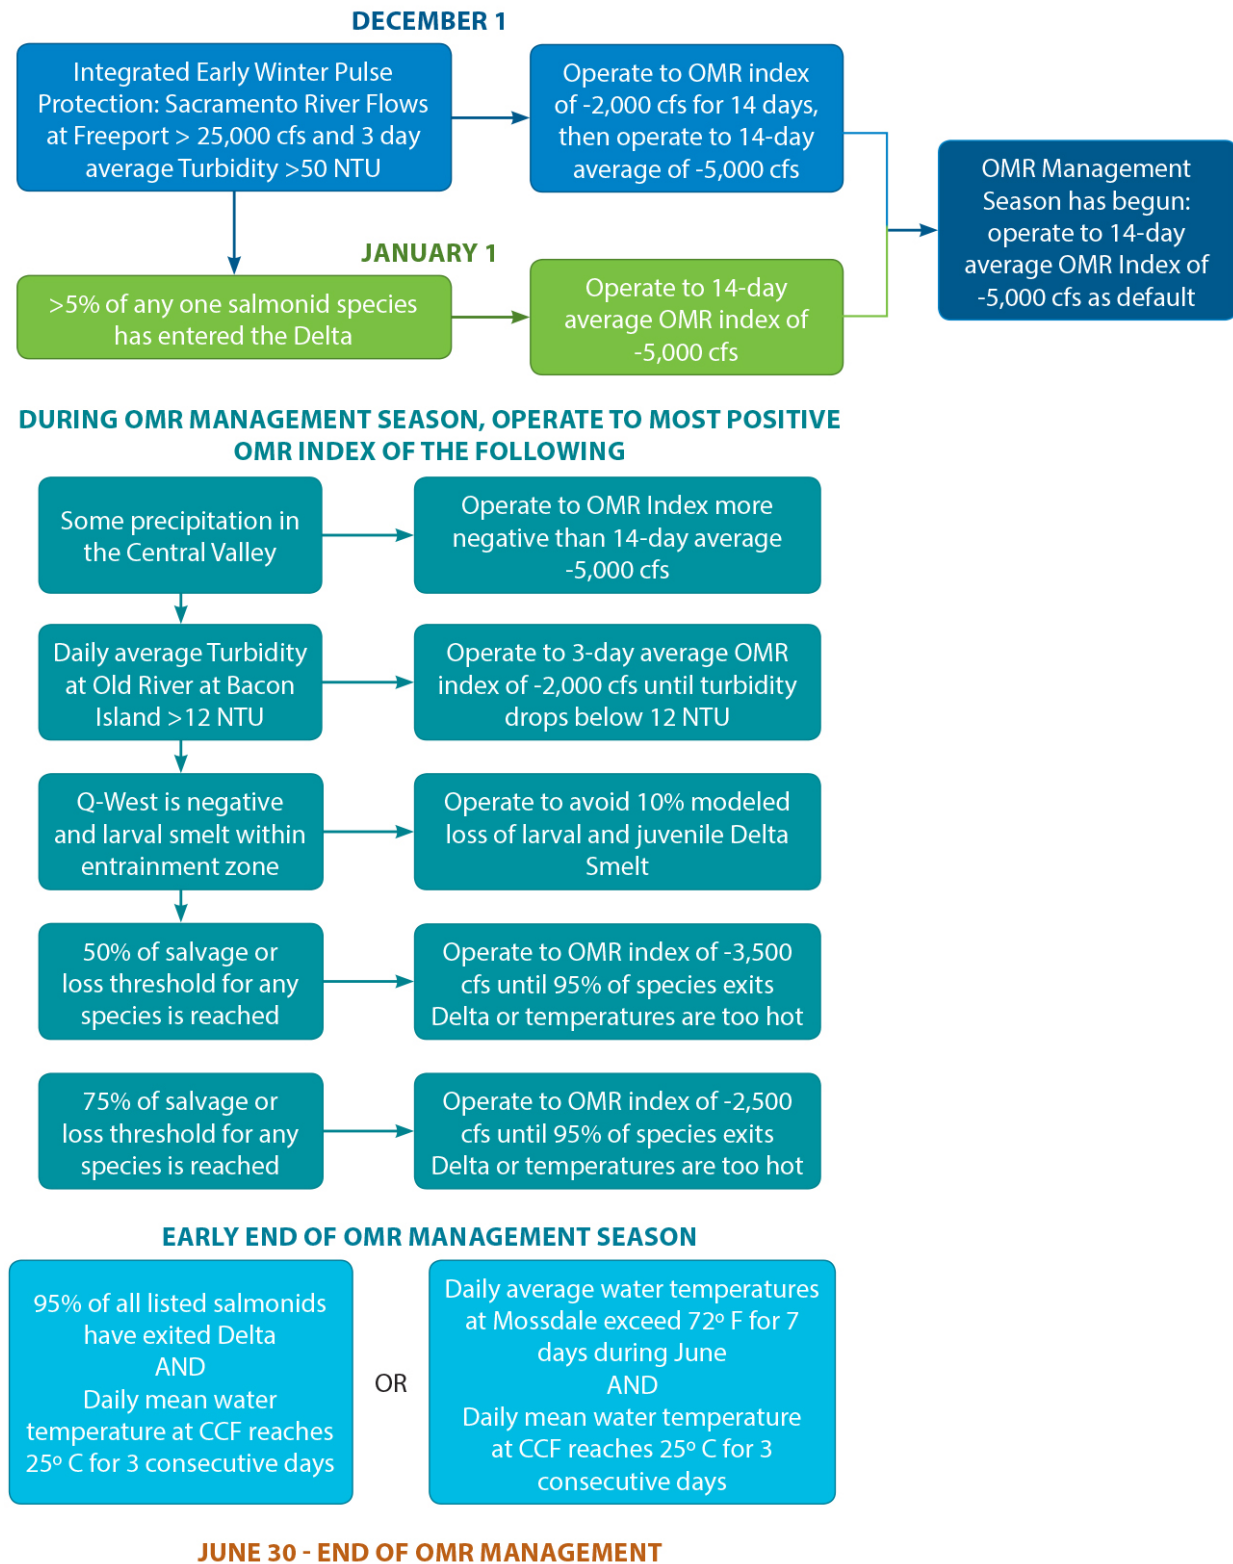 DECEMBER 1
Integrated Early Winter Pulse
Protection: Sacramento River Flows
at Freeport > 25,000 cfs and 3 day
average Turbidity >50 NTU
Operate to OMR index
of -2,000 cfs for 14 days,
then operate to 14-day
average of -5,000 cfs
OMR Management
Season has begun:
operate to 14-day
average OMR Index of
-5,000 cfs as default
JANUARY 1
>5% of any one salmonid species
has entered the Delta
Operate to 14-day
average OMR index of
-5,000 cfs
DURING OMR MANAGEMENT SEASON, OPERATE TO MOST POSITIVE
OMR INDEX OF THE FOLLOWING
Some precipitation in
the Central Valley
Operate to OMR Index more
negative than 14-day average
-5,000 cfs
Daily average Turbidity
at Old River at Bacon
Island >12 NTU
Operate to 3-day average OMR
index of -2,000 cfs until turbidity
drops below 12 NTU
Q-West is negative
and larval smelt within
entrainment zone
Operate to avoid 10% modeled
loss of larval and juvenile Delta
Smelt
50% of salvage or
loss threshold for any
species is reached
Operate to OMR index of -3,500
cfs until 95% of species exits
Delta or temperatures are too hot
75% of salvage or
loss threshold for any
species is reached
Operate to OMR index of -2,500
cfs until 95% of species exits
Delta or temperatures are too hot
EARLY END OF OMR MANAGEMENT SEASON
95% of all listed salmonids
have exited Delta
AND
Daily mean water
temperature at CCF reaches
25º C for 3 consecutive days
OR
Daily average water temperatures
at Mossdale exceed 72º F for 7
days during June
AND
Daily mean water temperature
at CCF reaches 25º C for 3
consecutive days
JUNE 30 - END OF OMR MANAGEMENT